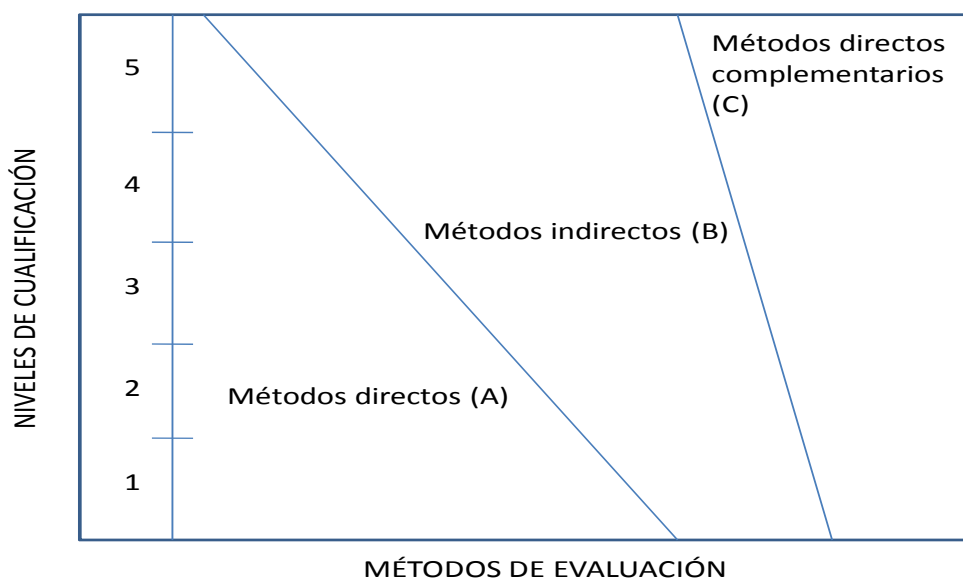 NIVELES DE CUALIFICACIÓN
5
4
3
2
1
Métodos directos
complementarios
(C)
Métodos indirectos (B)
Métodos directos (A)
MÉTODOS DE EVALUACIÓN